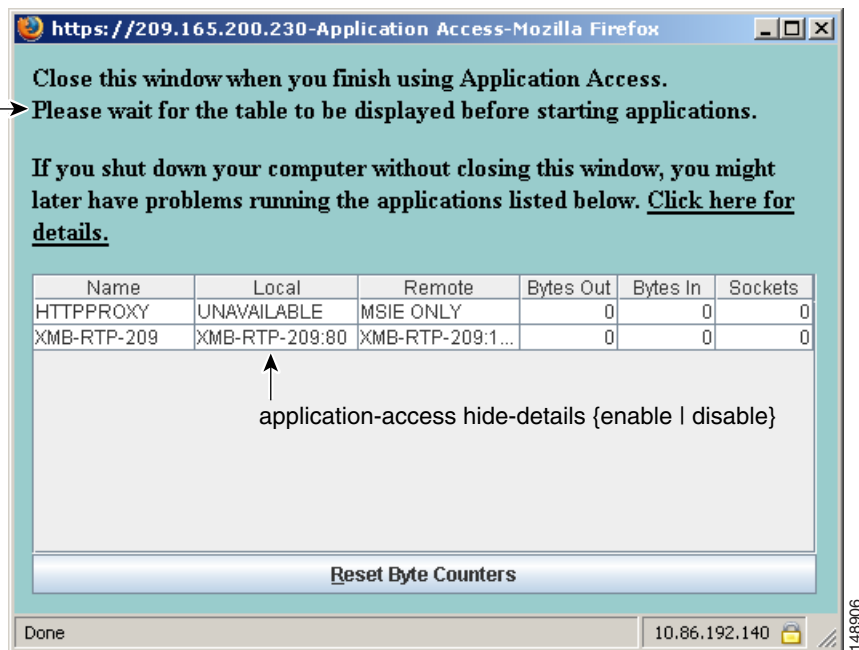 https://209.165.200.230-Application Access-Mozilla Firefox
Close this window when you finish using Application Access.
Please wait for the table to be displayed before starting applications.
If you shut down your computer without closing this window, you might
later have problems running the applications listed below. Click here for
details.
Name Local Remote Bytes Out Bytes In Sockets
HTTPPROXY UNAVAILABLE MSIE ONLY 0 0 0
XMB-RTP-209 XMB-RTP-209:80 XMB-RTP-209:1... 0 0 0
application-access hide-details {enable | disable}
Reset Byte Counters
Done 10.86.192.140
148906